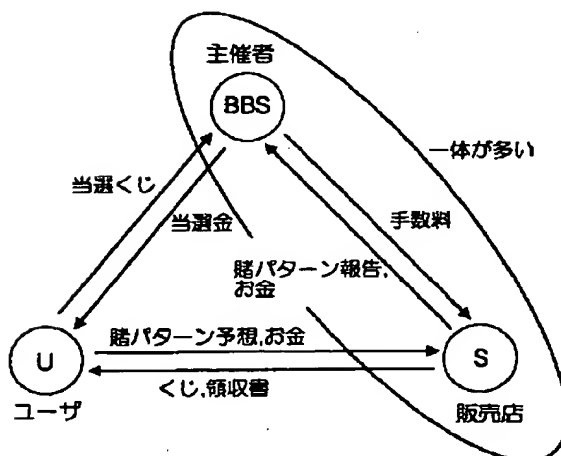 主催者
BBS
一体が多い
当選くじ
当選金
手数料
賭パターン報告,
お金
賭パターン予想,お金
U
S
くじ,領収書
ユーザ
販売店